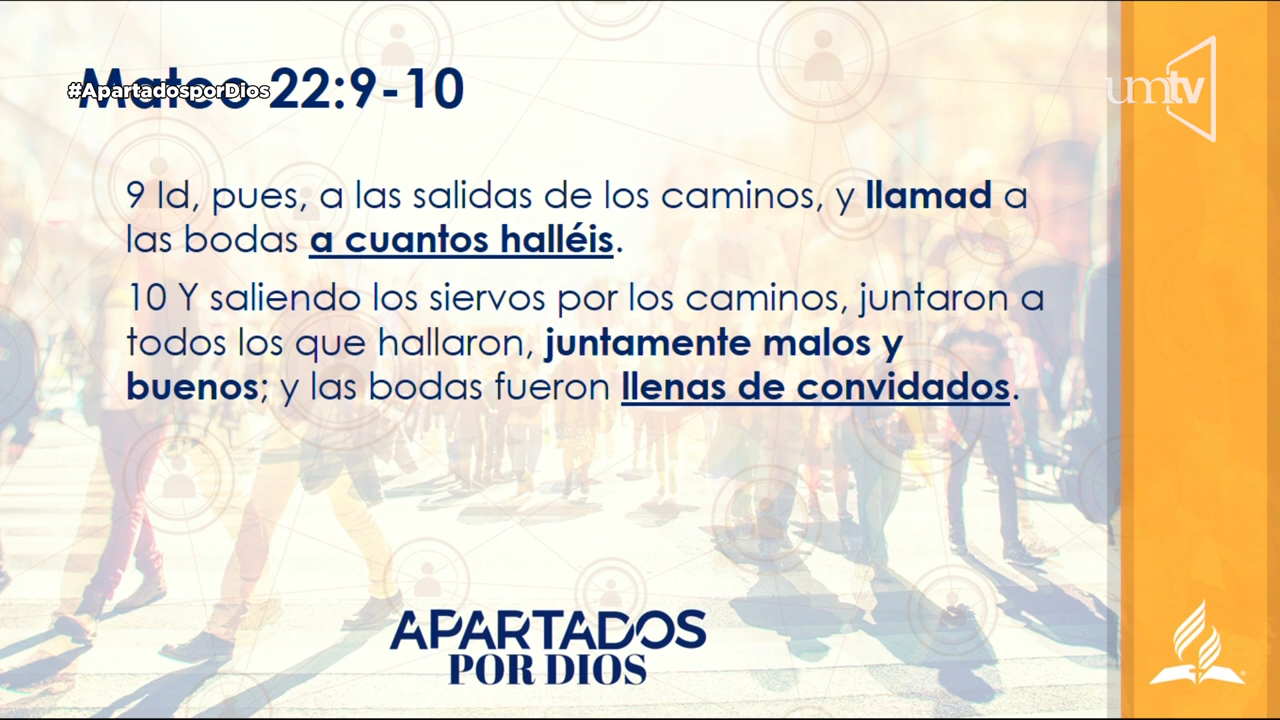 Mateo 22:9-10
#ApartadosporDios
umtv
9 Id, pues, a las salidas de los caminos, y llamad a
las bodas a cuantos halléis.
10 Y saliendo los siervos por los caminos, juntaron a
todos los que hallaron, juntamente malos y
buenos; y las bodas fueron llenas de convidados.
APARTADOS
POR DIOS